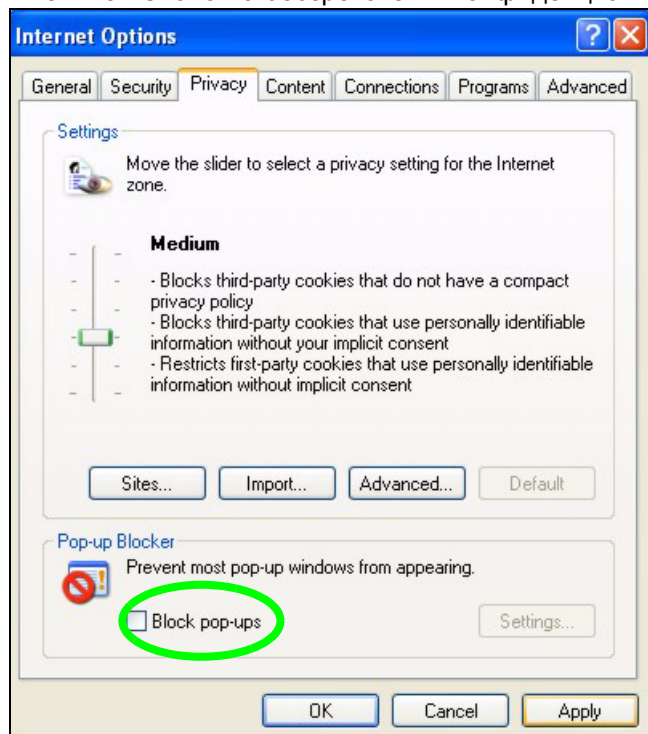 Internet Options
General Security Privacy Content Connections Programs Advanced
Settings
Move the slider to select a privacy setting for the Internet
zone.
Medium
- Blocks third-party cookies that do not have a compact
privacy policy
- Blocks third-party cookies that use personally identifiable
information without your implicit consent
- Restricts first-party cookies that use personally identifiable
information without implicit consent
Sites... Import... Advanced... Default
Pop-up Blocker
Prevent most pop-up windows from appearing.
Block pop-ups Settings...
OK Cancel Apply